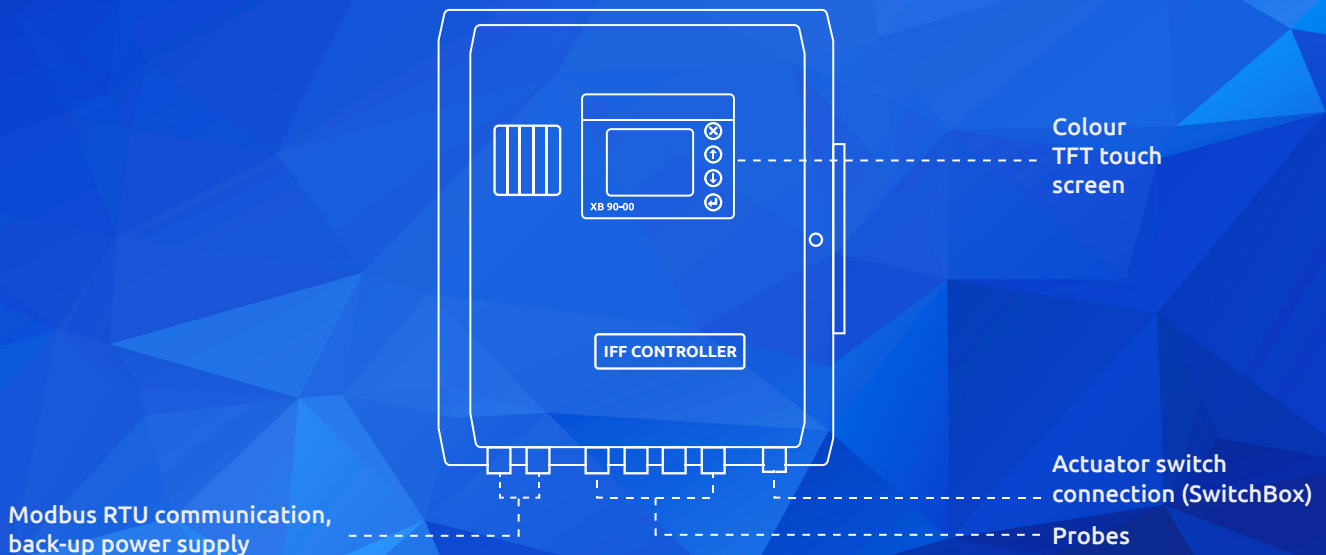 Colour
TFT touch
screen
XB 90-00
IFF CONTROLLER
Actuator switch
connection (SwitchBox)
Modbus RTU communication,
back-up power supply
Probes